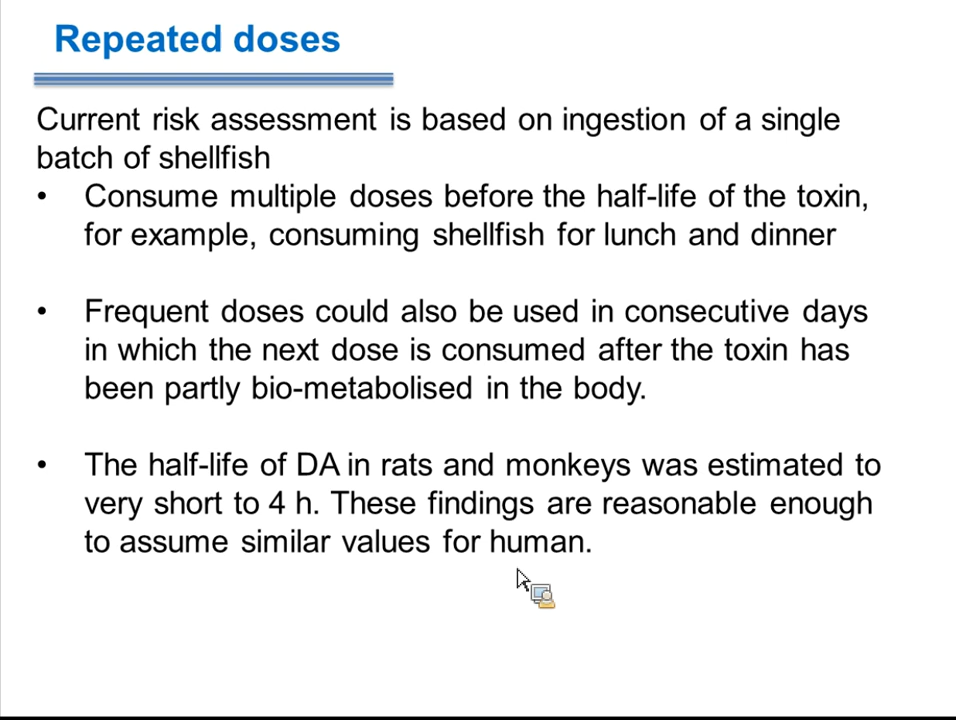 Repeated doses
Current risk assessment is based on ingestion of a single
batch of shellfish
• Consume multiple doses before the half-life of the toxin,
for example, consuming shellfish for lunch and dinner
• Frequent doses could also be used in consecutive days
in which the next dose is consumed after the toxin has
been partly bio-metabolised in the body.
• The half-life of DA in rats and monkeys was estimated to
very short to 4 h. These findings are reasonable enough
to assume similar values for human.